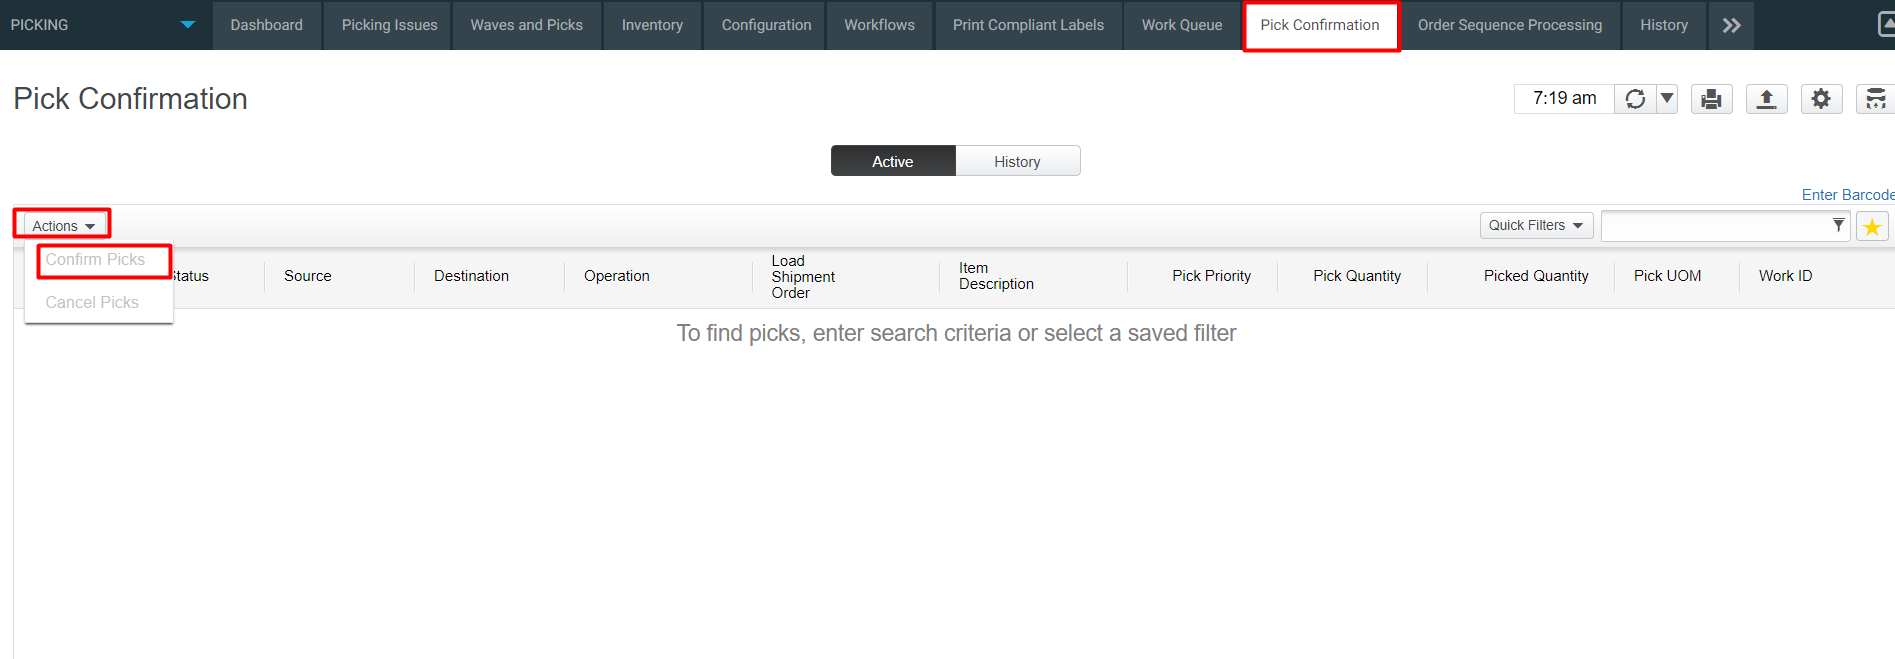 PICKING Dashboard Picking Issues Waves and Picks Inventory Configuration Workflows Print Compliant Labels Work Queue Pick Confirmation Order Sequence Processing History
Pick Confirmation
7:19 am
Active History
Enter Barcode
Actions Quick Filters
Confirm Picks
Cancel Picks
Status Source Destination Operation
Load
Shipment
Order
Item
Description
Pick Priority Pick Quantity Picked Quantity Pick UOM Work ID
To find picks, enter search criteria or select a saved filter